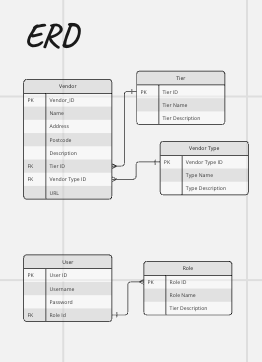 ERD
Vendor
PK Vendor_ID
Name
Address
Postcode
Description
FK Tier ID
FK Vendor Type ID
URL
Tier
PK Tier ID
Tier Name
Tier Description
Vendor Type
PK Vendor Type ID
Type Name
Type Description
User
PK User ID
Username
Password
FK Role Id
Role
PK Role ID
Role Name
Tier Description